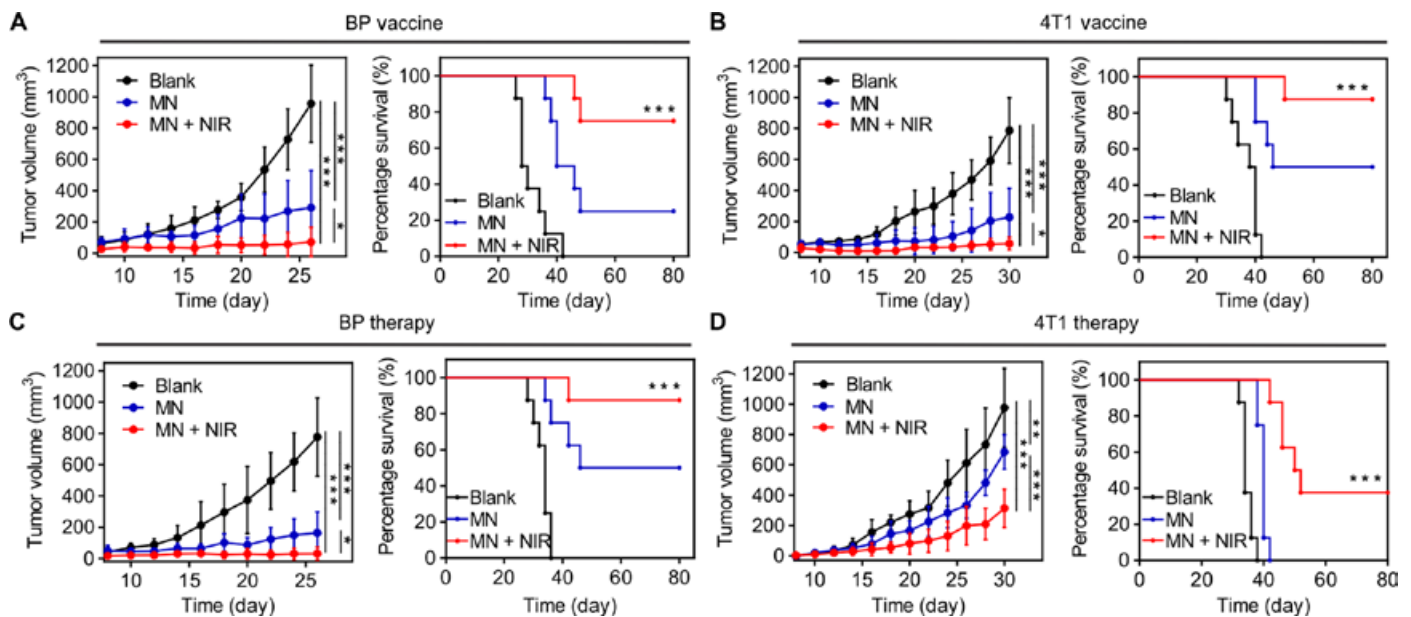 A
BP vaccine
Tumor volume (mm³)
1200
1000
800
600
400
200
0
10
15
20
25
Time (day)
Blank
MN
MN + NIR
***
***
*
Percentage survival (%)
100
80
60
40
20
0
0
20
40
60
80
Time (day)
Blank
MN
MN + NIR
***
B
4T1 vaccine
Tumor volume (mm³)
1200
1000
800
600
400
200
0
10
15
20
25
30
Time (day)
Blank
MN
MN + NIR
***
***
*
Percentage survival (%)
100
80
60
40
20
0
0
20
40
60
80
Time (day)
Blank
MN
MN + NIR
***
C
BP therapy
Tumor volume (mm³)
1200
1000
800
600
400
200
0
10
15
20
25
Time (day)
Blank
MN
MN + NIR
***
***
*
Percentage survival (%)
100
80
60
40
20
0
0
20
40
60
80
Time (day)
Blank
MN
MN + NIR
***
D
4T1 therapy
Tumor volume (mm³)
1200
1000
800
600
400
200
0
10
15
20
25
30
Time (day)
Blank
MN
MN + NIR
***
**
***
Percentage survival (%)
100
80
60
40
20
0
0
20
40
60
80
Time (day)
Blank
MN
MN + NIR
***